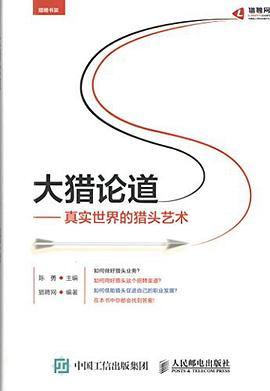 猎聘书架
猎聘网
大猎论道
——真实世界的猎头艺术
陈 勇 ◆ 主编
猎聘网 ◆ 编著
如何做好猎头业务?
如何用好猎头这个招聘渠道?
如何借助猎头促进自己的职业发展?
在本书中你都会找到答案!
中国工信出版集团
人民邮电出版社
POSTS & TELECOM PRESS